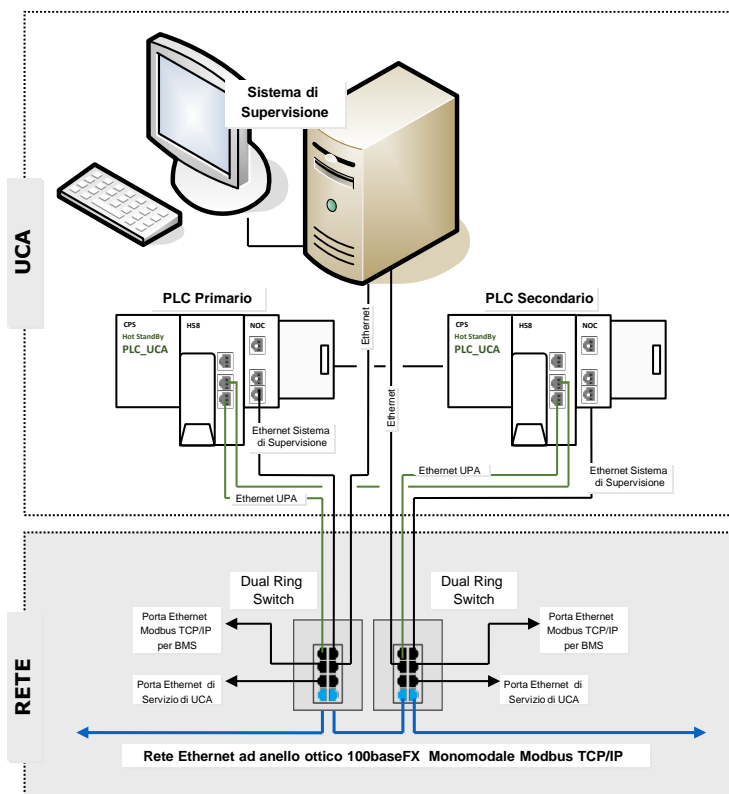 Sistema di
Supervisione
UCA
PLC Primario
PLC Secondario
CPS
H58
NOC
Hot StandBy
PLC_UCA
CPS
H58
NOC
Hot StandBy
PLC_UCA
Ethernet
Ethernet
Ethernet Sistema
di Supervisione
Ethernet UPA
Ethernet UPA
Ethernet Sistema
di Supervisione
RETE
Dual Ring
Switch
Dual Ring
Switch
Porta Ethernet
Modbus TCP/IP
per BMS
Porta Ethernet
Modbus TCP/IP
per BMS
Porta Ethernet di
Servizio di UCA
Porta Ethernet di
Servizio di UCA
Rete Ethernet ad anello ottico 100baseFX Monomodale Modbus TCP/IP